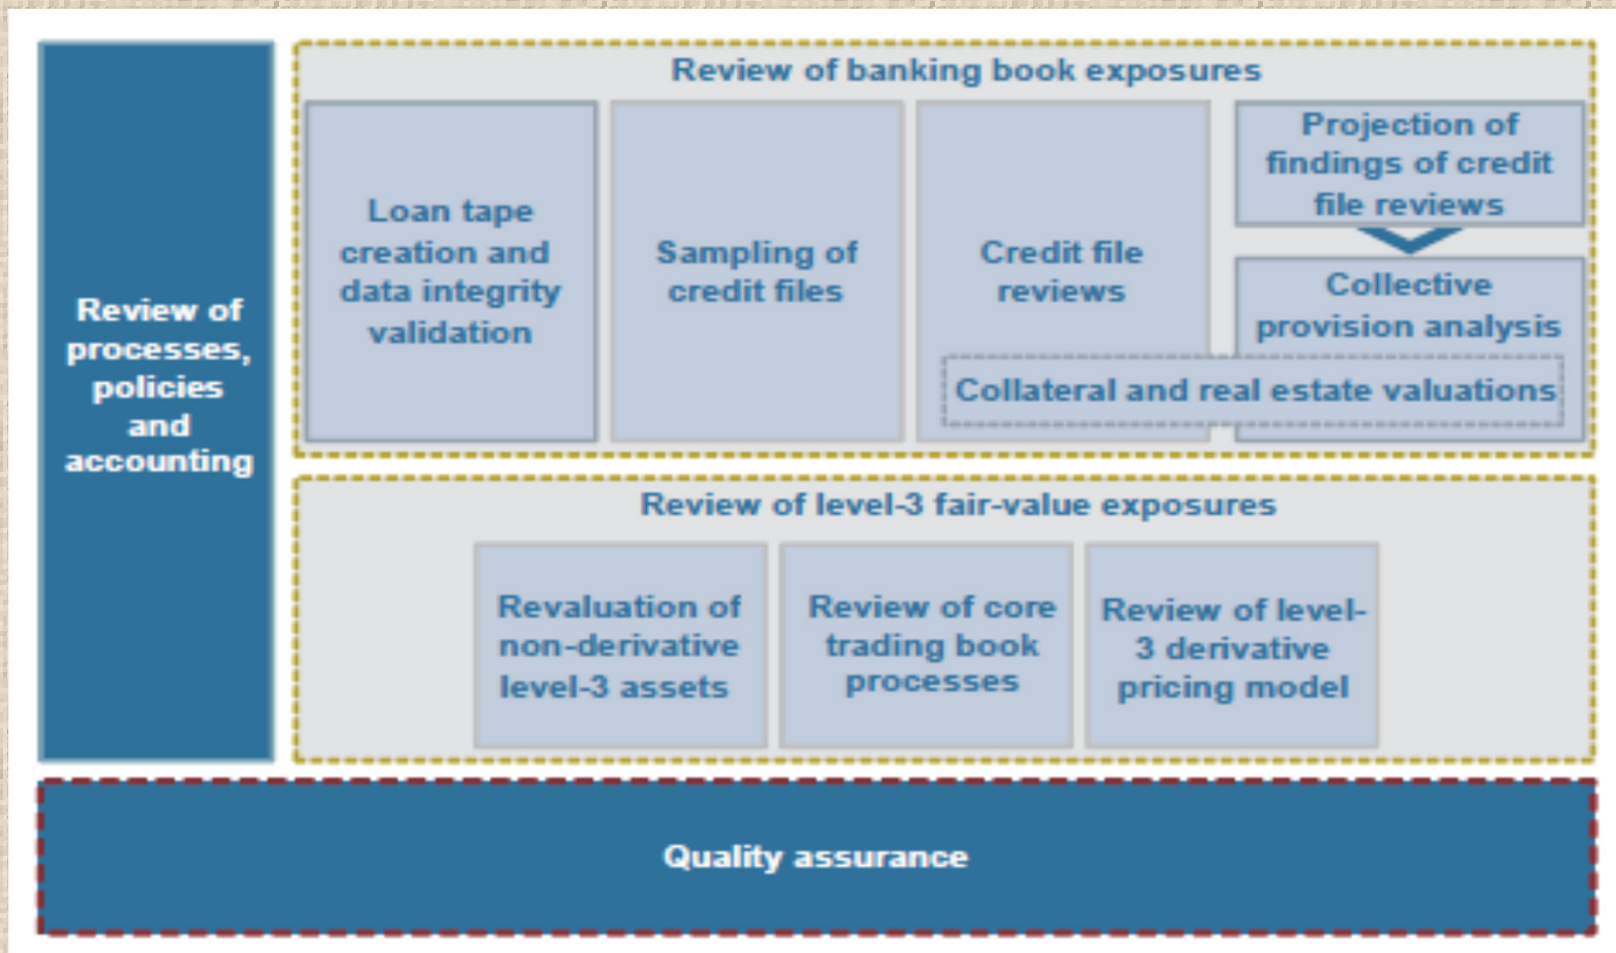 Review of
processes,
policies
and
accounting
Review of banking book exposures
Loan tape
creation and
data integrity
validation
Sampling of
credit files
Credit file
reviews
Projection of
findings of credit
file reviews
Collective
provision analysis
Collateral and real estate valuations
Review of level-3 fair-value exposures
Revaluation of
non-derivative
level-3 assets
Review of core
trading book
processes
Review of level-
3 derivative
pricing model
Quality assurance